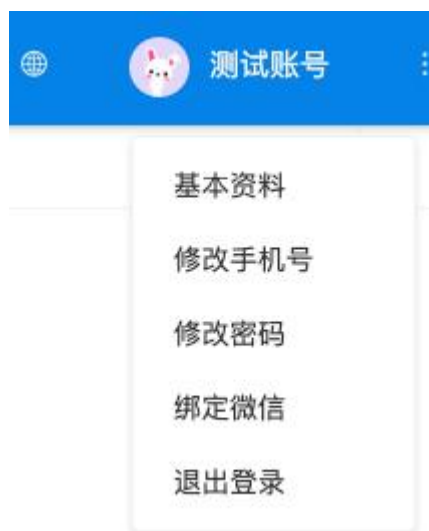 测试账号
基本资料
修改手机号
修改密码
绑定微信
退出登录